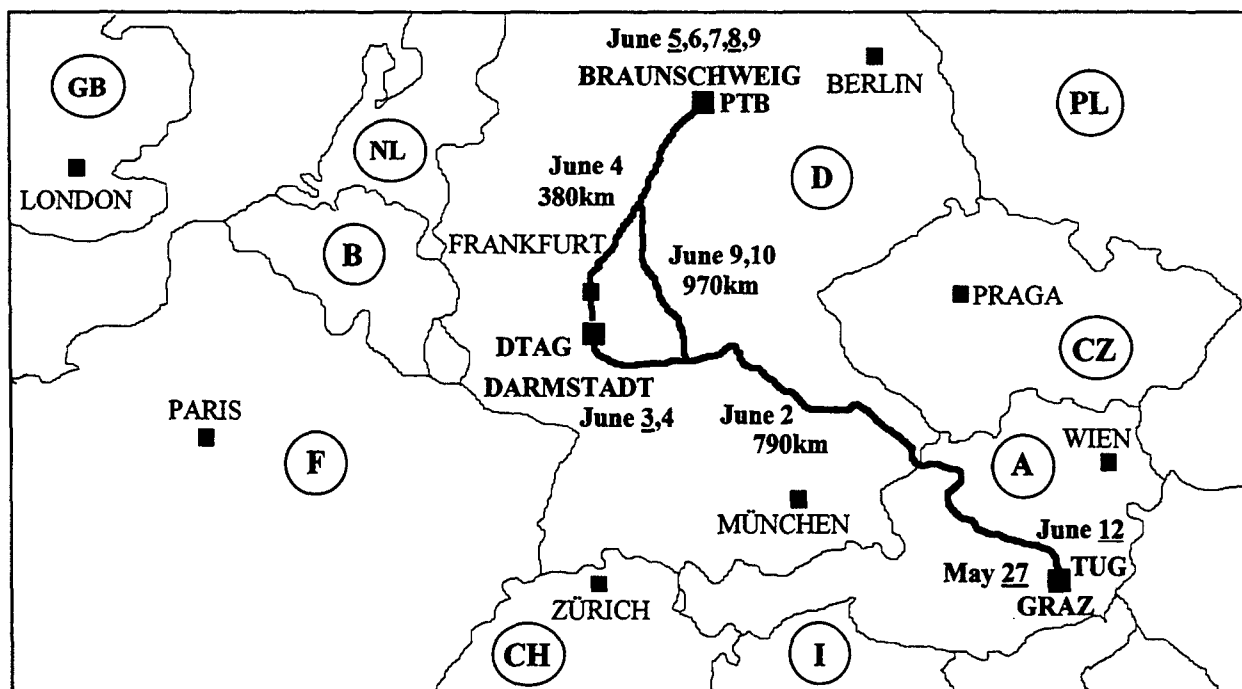 June 5,6,7,8,9
BRAUNSCHWEIG
PTB
BERLIN
GB
PL
LONDON
NL
D
June 4
380km
B
FRANKFURT
June 9,10
970km
PRAGA
DTAG
DARMSTADT
CZ
June 3,4
PARIS
June 2
790km
F
WIEN
A
MÜNCHEN
June 12
May 27
TUG
GRAZ
ZÜRICH
CH
I